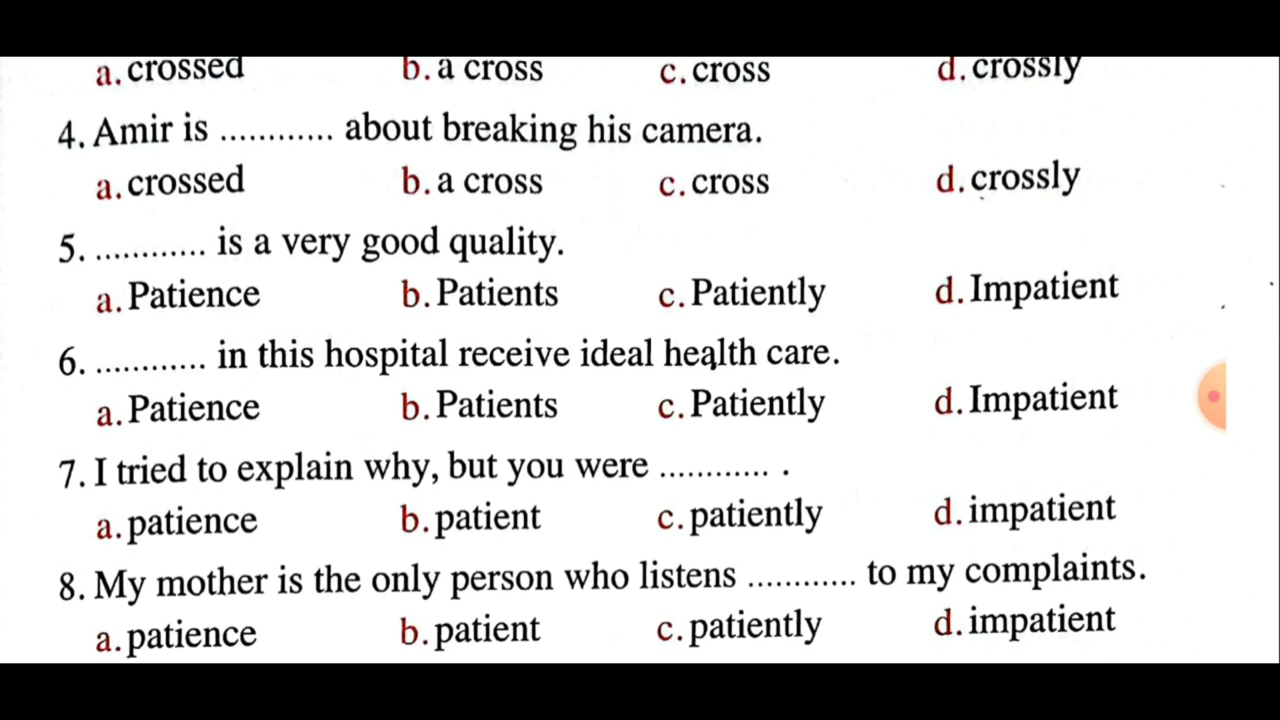 a. crossed b. a cross c. cross d. crossly
4. Amir is ............ about breaking his camera.
a. crossed b. a cross c. cross d. crossly
5. ............ is a very good quality.
a. Patience b. Patients c. Patiently d. Impatient
6. ............ in this hospital receive ideal health care.
a. Patience b. Patients c. Patiently d. Impatient
7. I tried to explain why, but you were ............ .
a. patience b. patient c. patiently d. impatient
8. My mother is the only person who listens ............ to my complaints.
a. patience b. patient c. patiently d. impatient